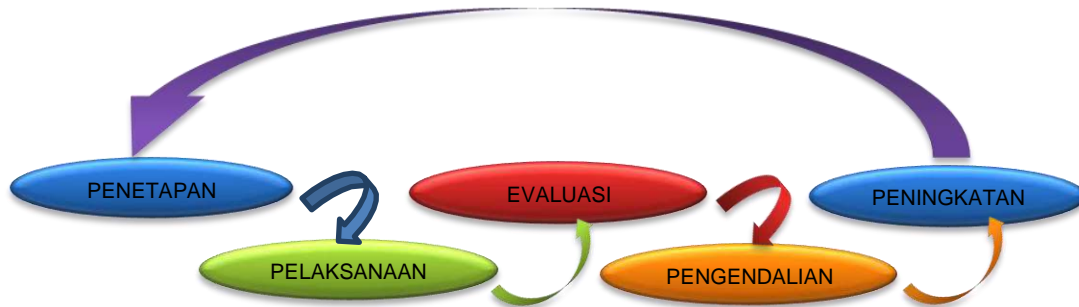 PENETAPAN
PELAKSANAAN
EVALUASI
PENGENDALIAN
PENINGKATAN